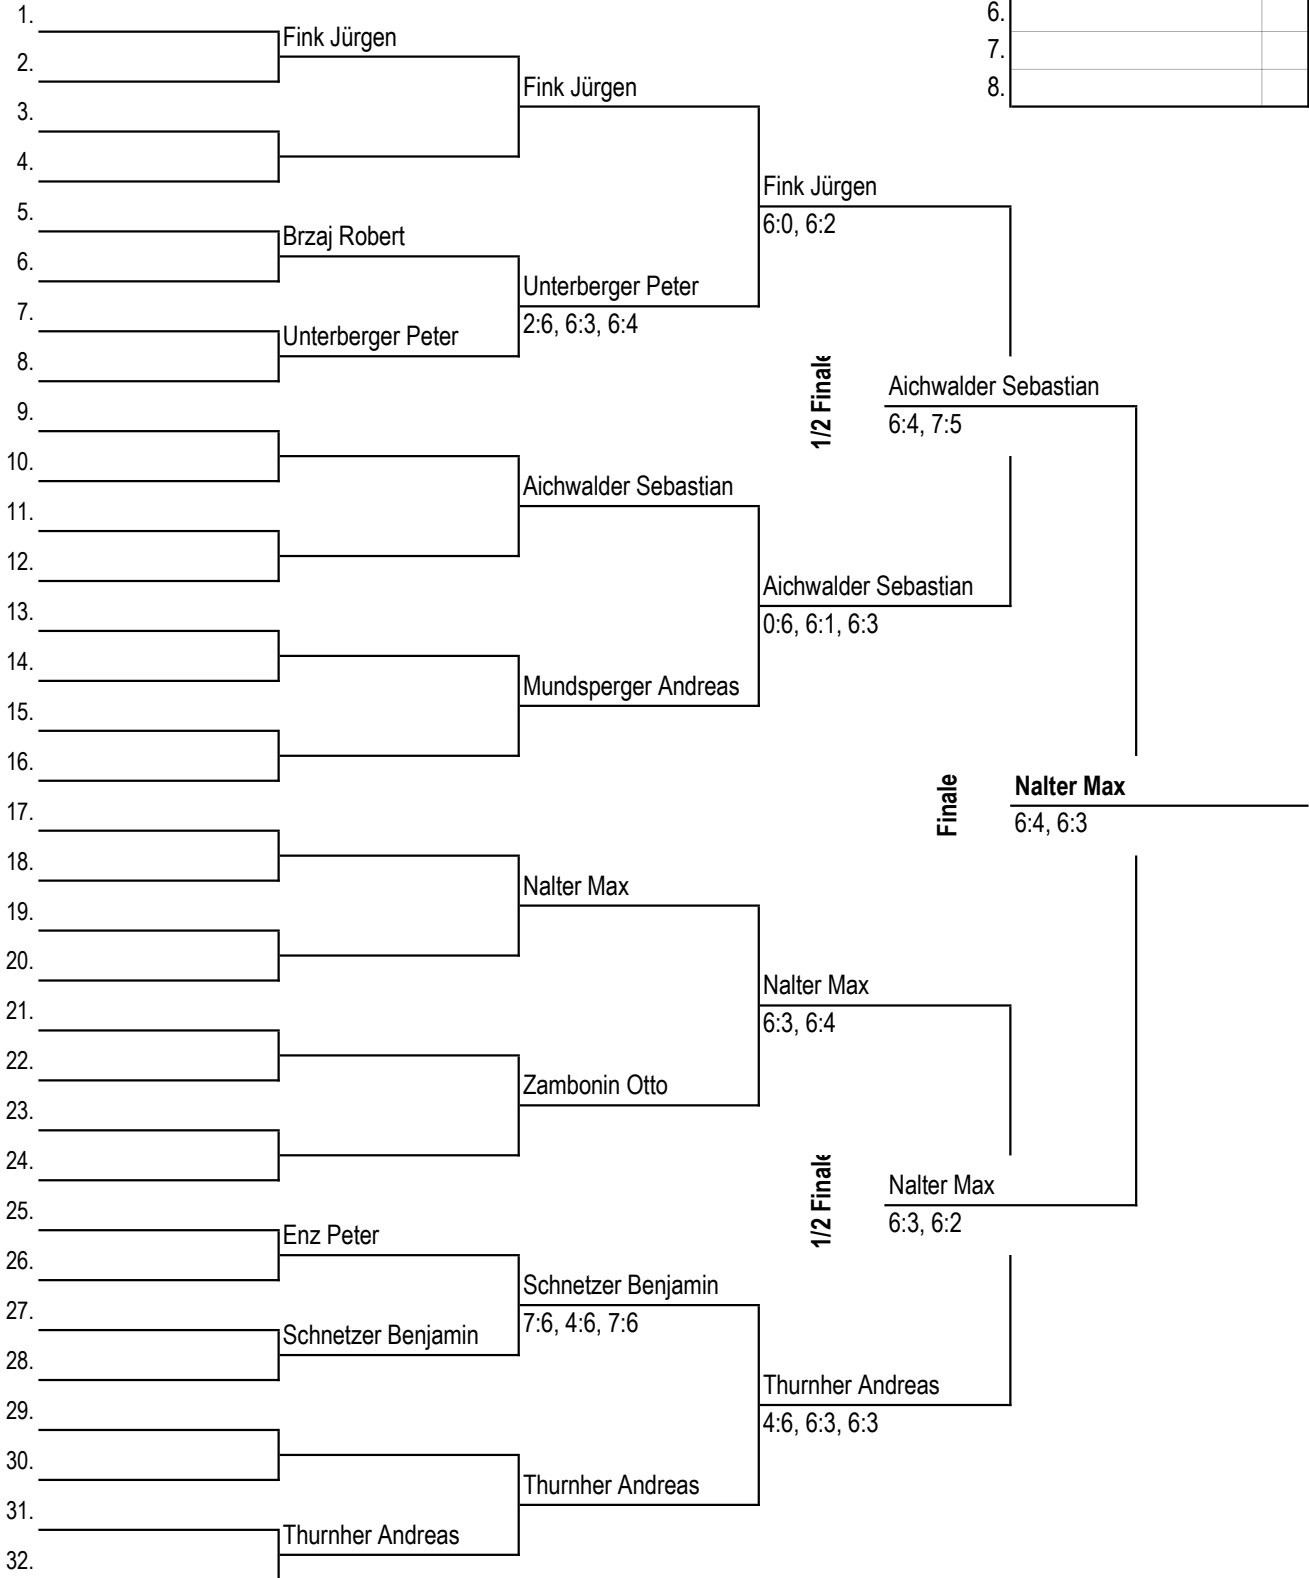 1.
6.
Fink Jürgen
7.
2.
Fink Jürgen
8.
3.
4.
Fink Jürgen
5.
6:0, 6:2
Brzaj Robert
6.
Unterberger Peter
7.
2:6, 6:3, 6:4
Unterberger Peter
8.
1/2 Finale
Aichwalder Sebastian
9.
6:4, 7:5
10.
Aichwalder Sebastian
11.
12.
Aichwalder Sebastian
13.
0:6, 6:1, 6:3
14.
Mundsperger Andreas
15.
16.
Finale
Nalter Max
17.
6:4, 6:3
18.
Nalter Max
19.
20.
Nalter Max
21.
6:3, 6:4
22.
Zambonin Otto
23.
24.
1/2 Finale
Nalter Max
25.
6:3, 6:2
Enz Peter
26.
Schnetzer Benjamin
27.
7:6, 4:6, 7:6
Schnetzer Benjamin
28.
Thurnher Andreas
29.
4:6, 6:3, 6:3
30.
Thurnher Andreas
31.
Thurnher Andreas
32.